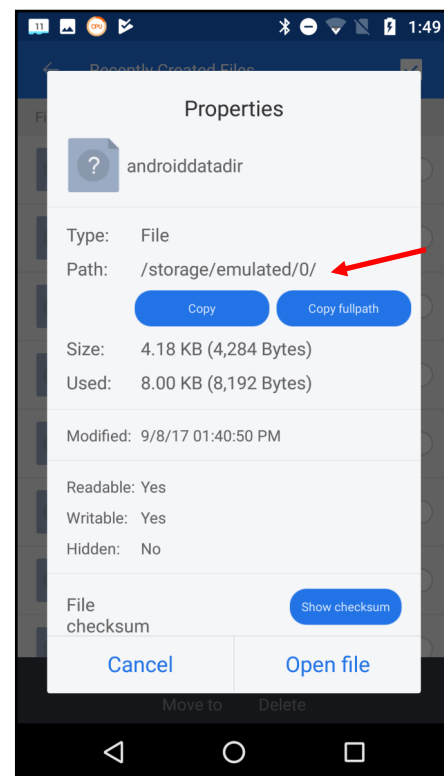 11 CPU 1:49
Recently Created Files
Properties
?
androiddatadir
Type: File
Path: /storage/emulated/0/
Copy Copy fullpath
Size: 4.18 KB (4,284 Bytes)
Used: 8.00 KB (8,192 Bytes)
Modified: 9/8/17 01:40:50 PM
Readable: Yes
Writable: Yes
Hidden: No
File
checksum
Show checksum
Cancel Open file
Move to Delete